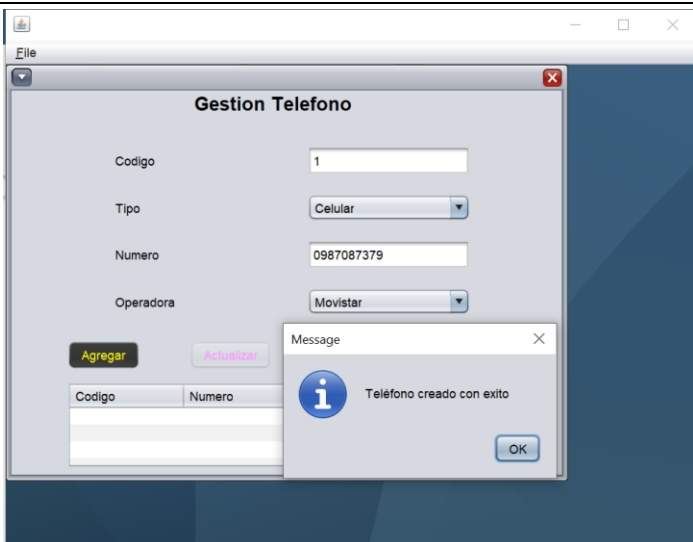 File
Gestion Telefono
Codigo 1
Tipo Celular
Numero 0987087379
Operadora Movistar
Agregar Actualizar
Codigo Numero
Message
Teléfono creado con exito
OK